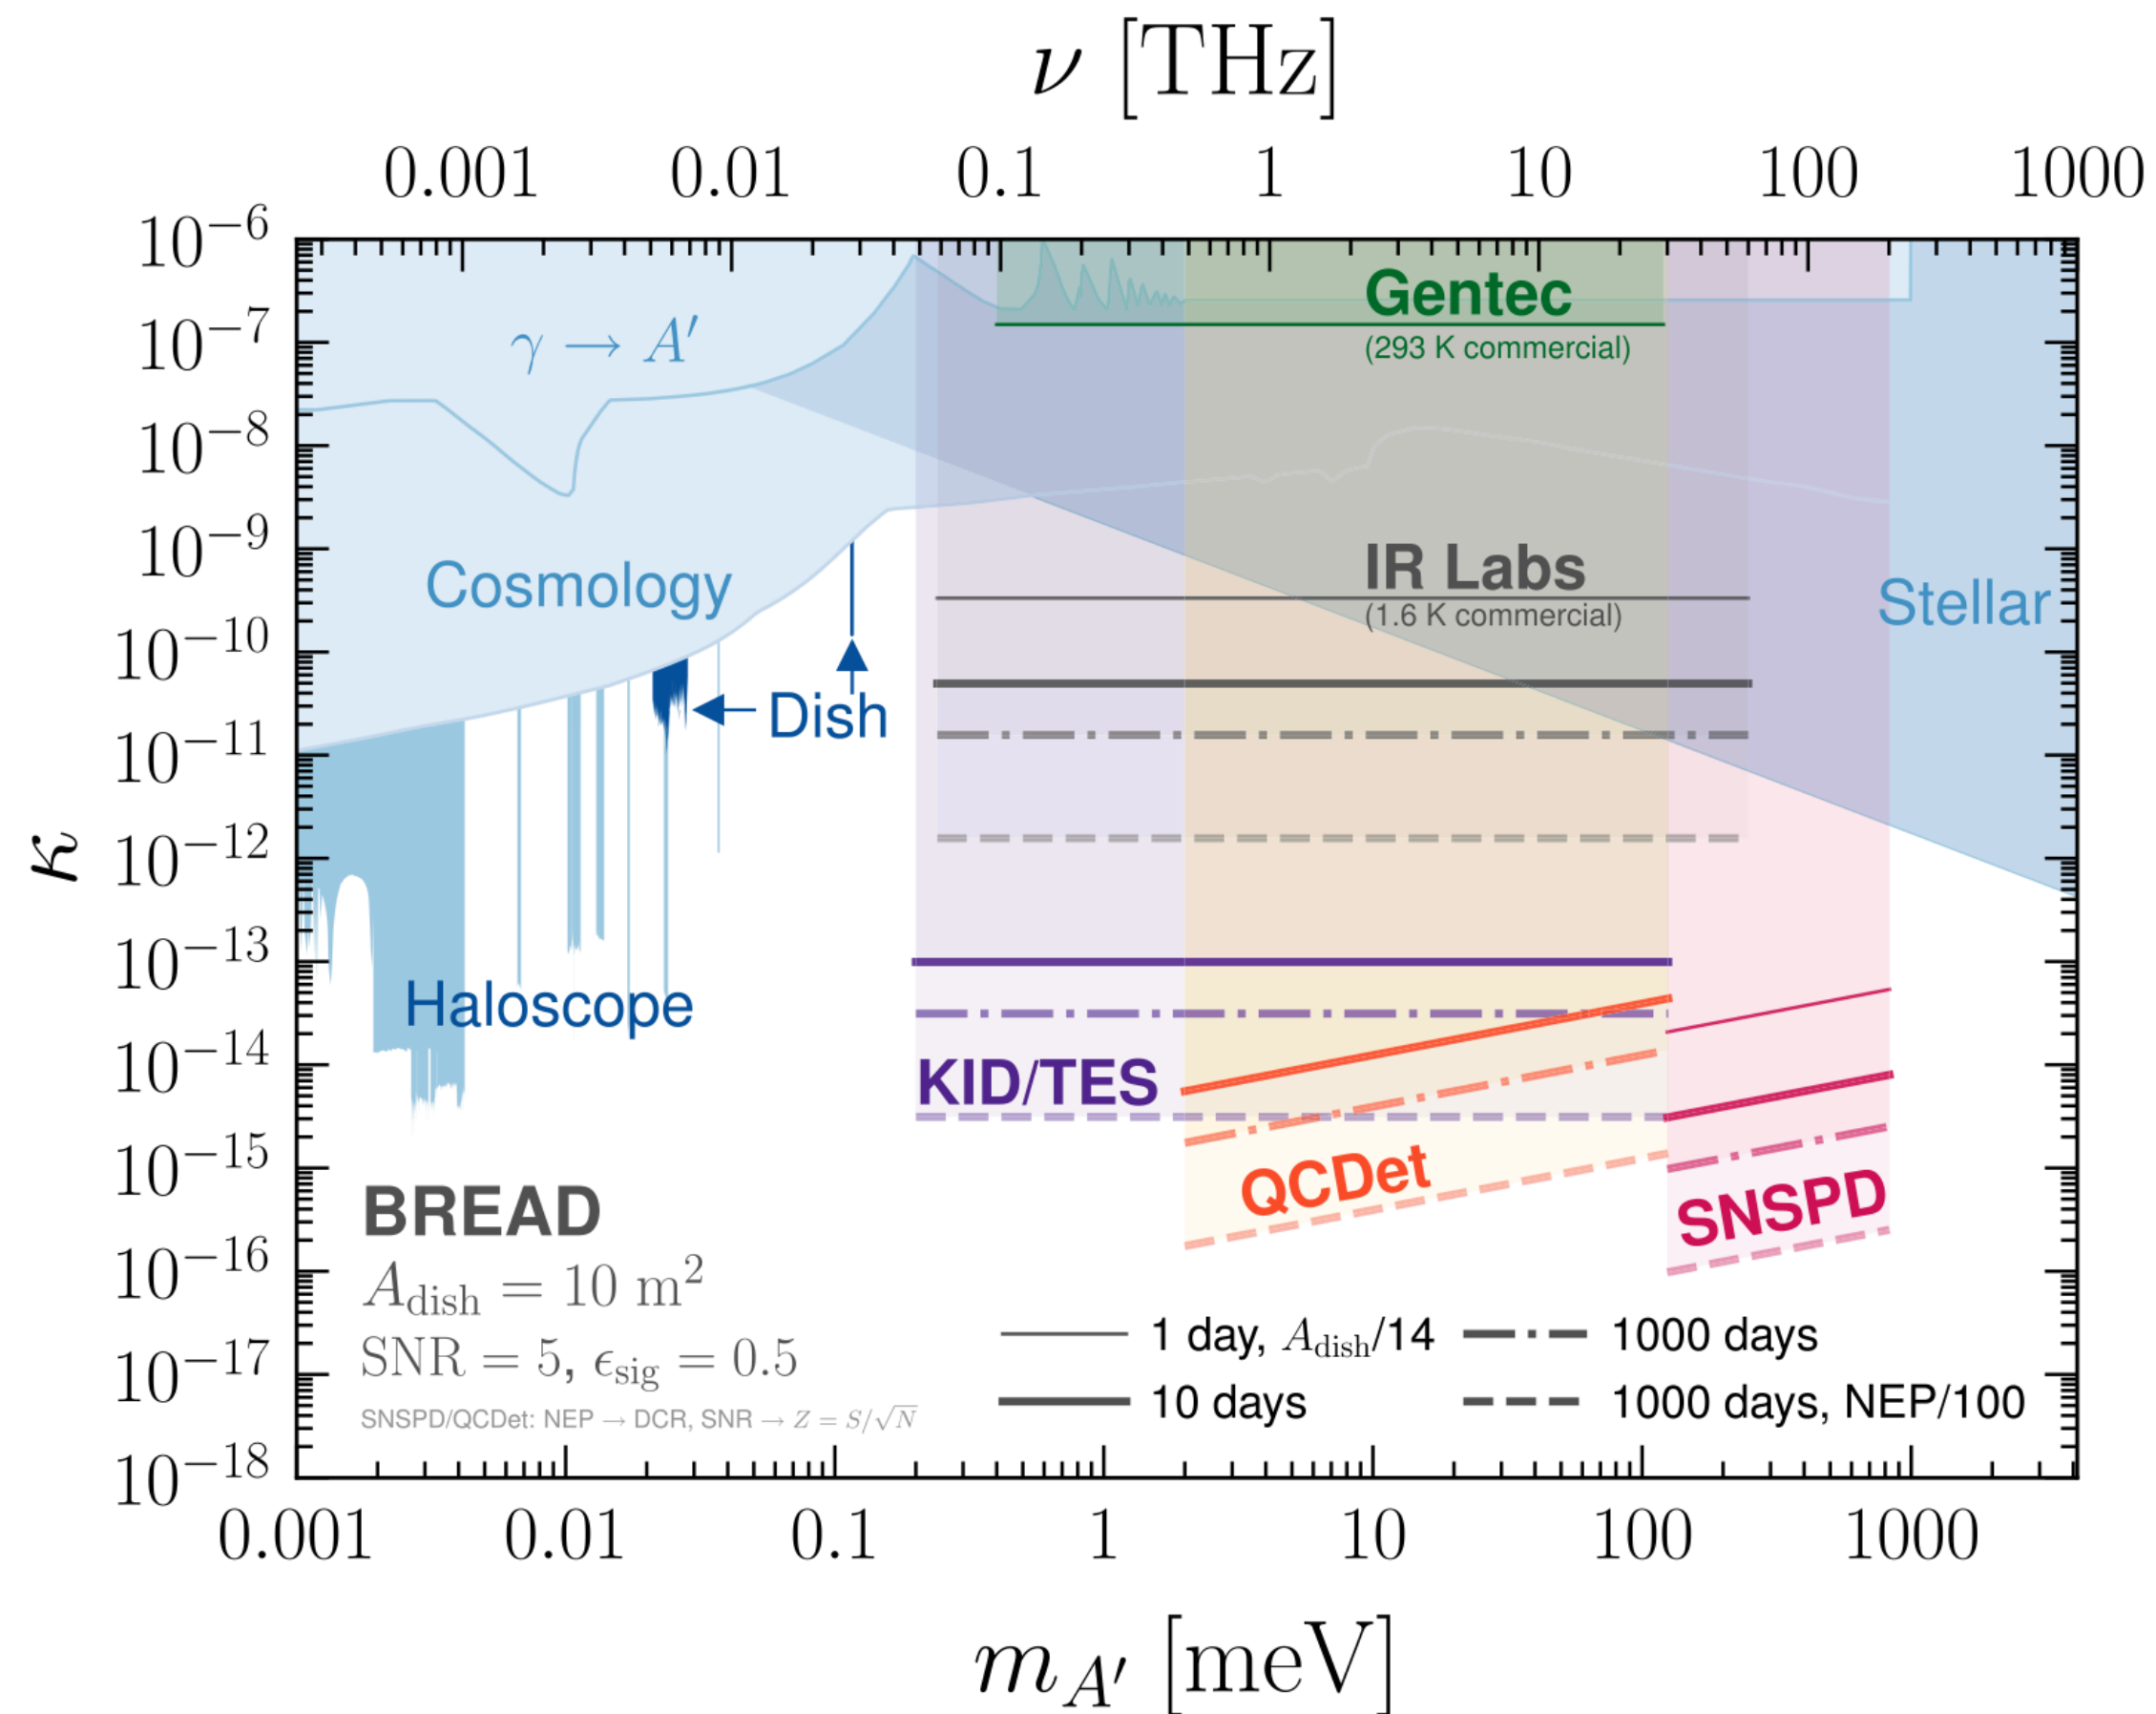 ν [THz]
0.001 0.01 0.1 1 10 100 1000
10⁻⁶
10⁻⁷
10⁻⁸
10⁻⁹
10⁻¹⁰
10⁻¹¹
10⁻¹²
10⁻¹³
10⁻¹⁴
10⁻¹⁵
10⁻¹⁶
10⁻¹⁷
10⁻¹⁸
κ
γ → A′
Gentec
(293 K commercial)
Cosmology
IR Labs
(1.6 K commercial)
Stellar
Dish
Haloscope
KID/TES
QCDet
SNSPD
BREAD
A_dish = 10 m²
SNR = 5, ϵ_sig = 0.5
SNSPD/QCDet: NEP → DCR, SNR → Z = S/√N
1 day, A_dish/14
1000 days
10 days
1000 days, NEP/100
0.001 0.01 0.1 1 10 100 1000
m_A′ [meV]